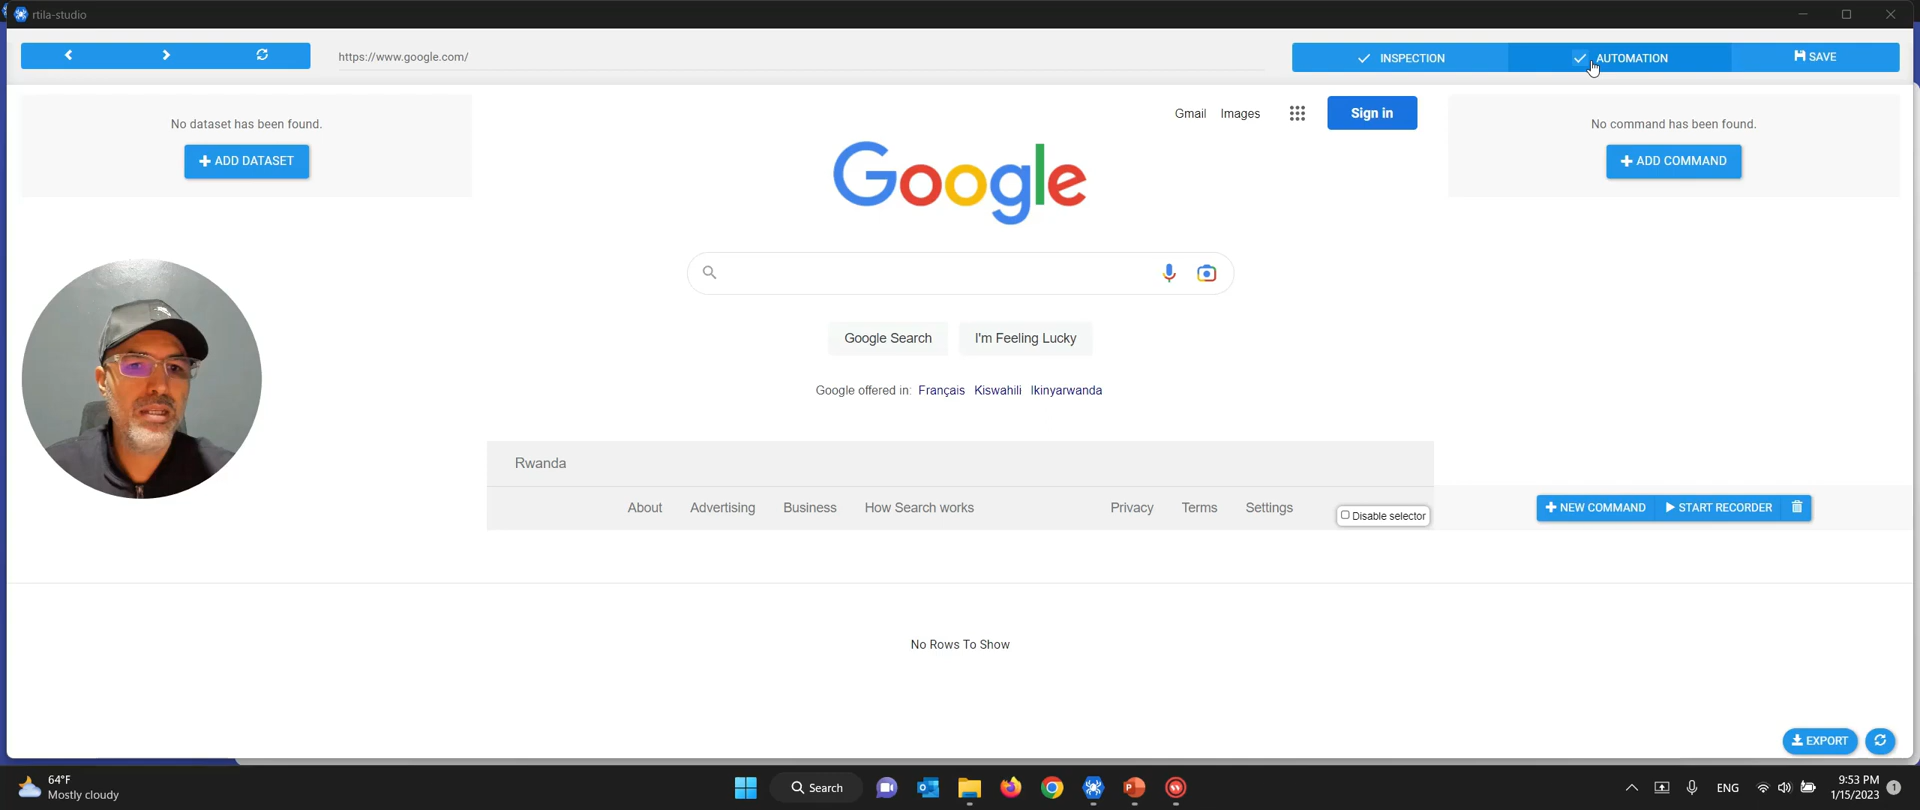 rtila-studio
https://www.google.com/
INSPECTION
AUTOMATION
SAVE
No dataset has been found.
ADD DATASET
Gmail Images
Sign in
No command has been found.
ADD COMMAND
Google
Google Search
I'm Feeling Lucky
Google offered in: Français Kiswahili Ikinyarwanda
Rwanda
About Advertising Business How Search works
Privacy Terms Settings
Disable selector
NEW COMMAND
START RECORDER
No Rows To Show
EXPORT
64°F
Mostly cloudy
Search
ENG
9:53 PM
1/15/2023
1